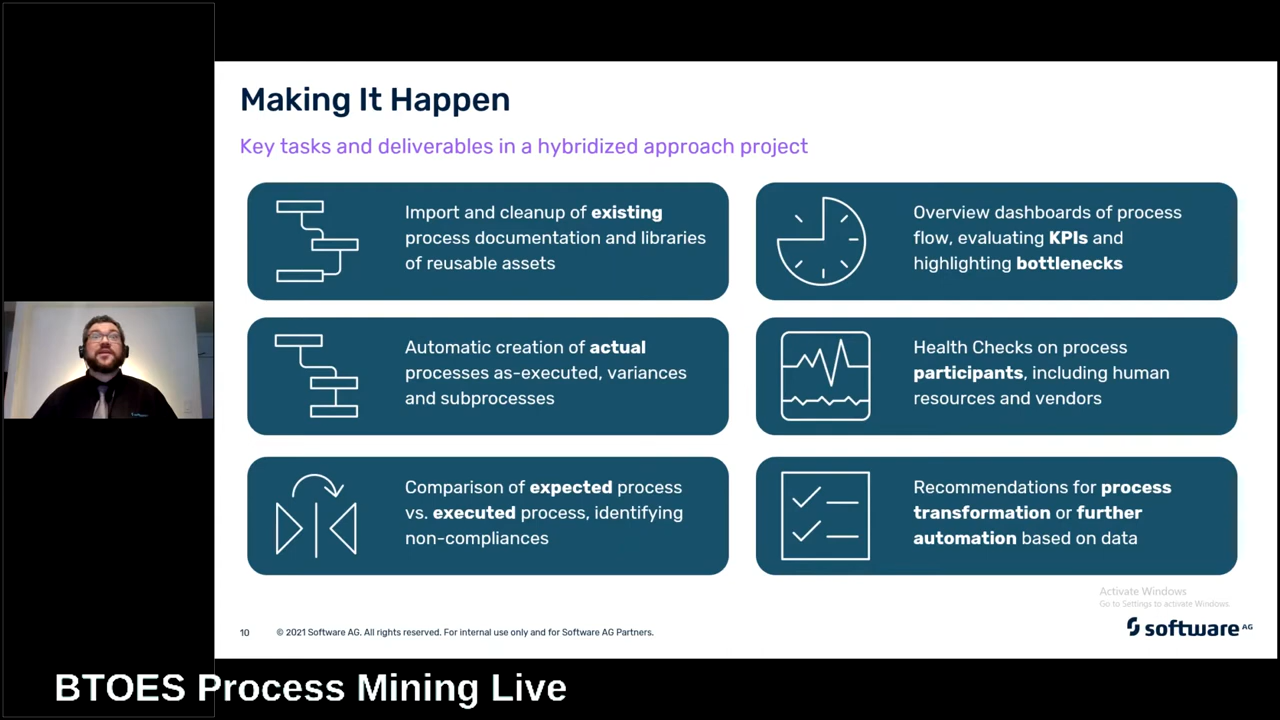 Making It Happen
Key tasks and deliverables in a hybridized approach project
Import and cleanup of existing
process documentation and libraries
of reusable assets
Overview dashboards of process
flow, evaluating KPIs and
highlighting bottlenecks
Automatic creation of actual
processes as-executed, variances
and subprocesses
Health Checks on process
participants, including human
resources and vendors
Comparison of expected process
vs. executed process, identifying
non-compliances
Recommendations for process
transformation or further
automation based on data
Activate Windows
Go to Settings to activate Windows.
10
© 2021 Software AG. All rights reserved. For internal use only and for Software AG Partners.
software AG
BTOES Process Mining Live